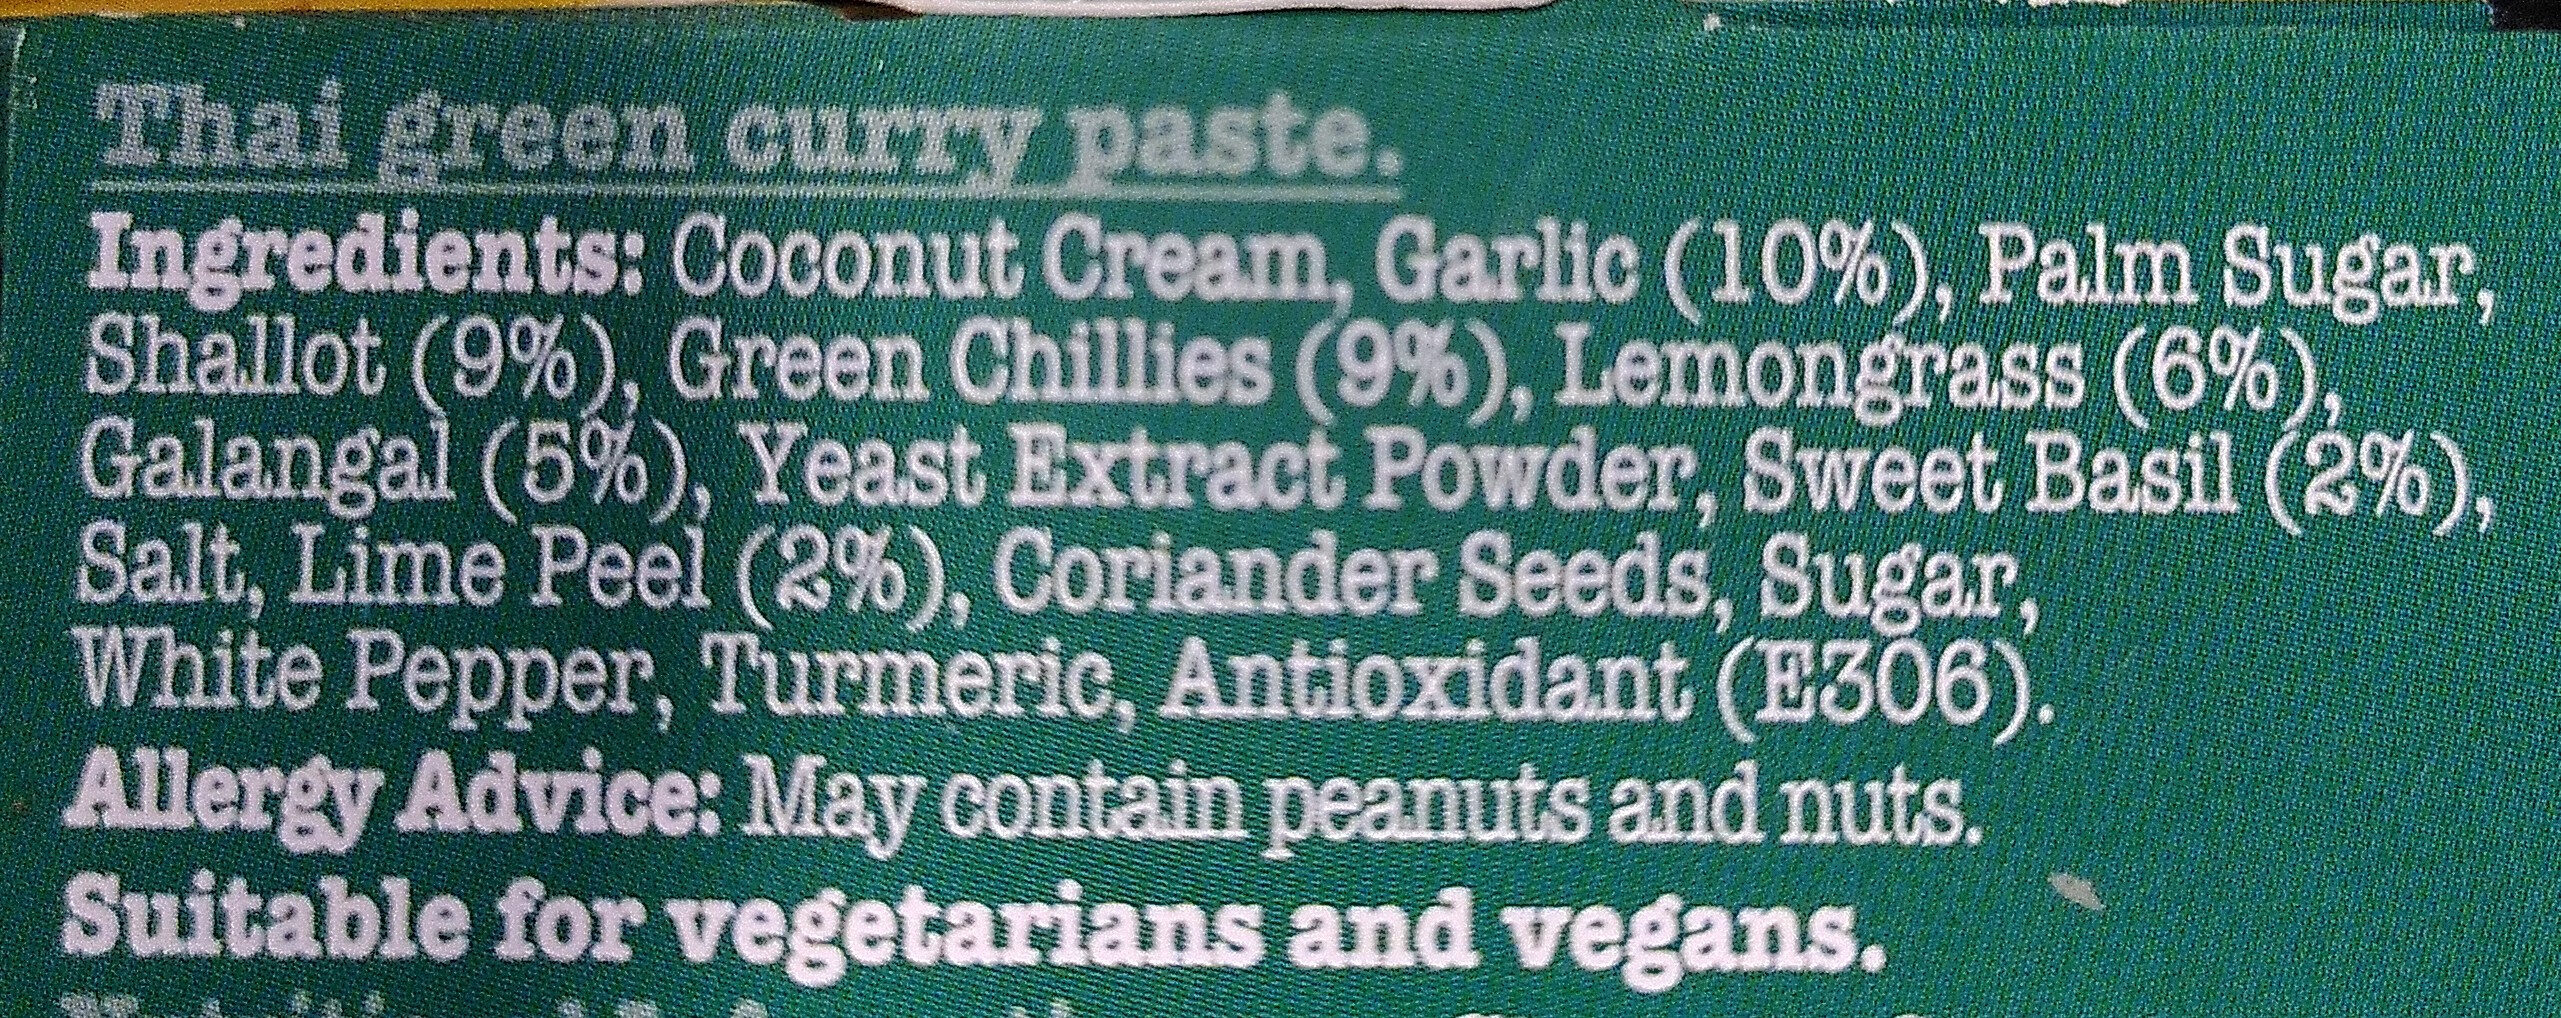 Thai green curry paste.
Ingredients: Coconut Cream, Garlic (10%), Palm Sugar,
Shallot (9%), Green Chillies (9%), Lemongrass (6%),
Galangal (5%), Yeast Extract Powder, Sweet Basil (2%),
Salt, Lime Peel (2%), Coriander Seeds, Sugar,
White Pepper, Turmeric, Antioxidant (E306).
Allergy Advice: May contain peanuts and nuts.
Suitable for vegetarians and vegans.